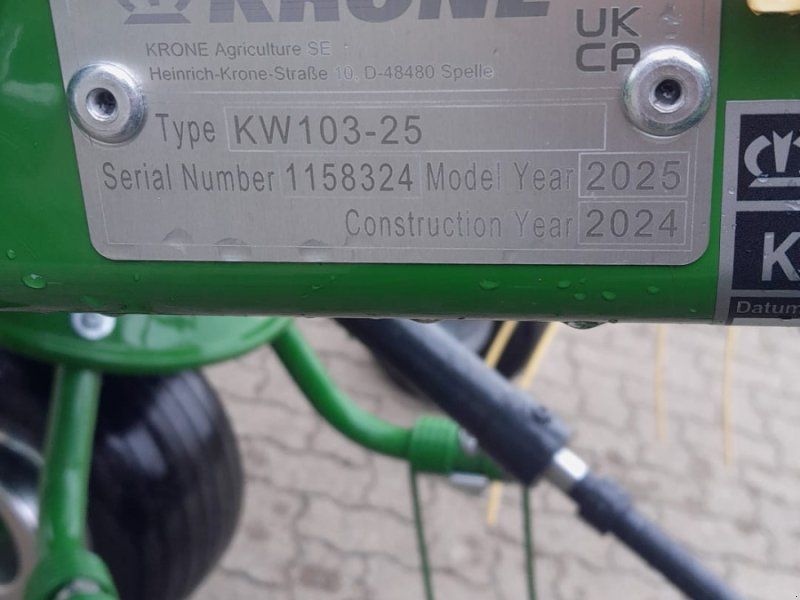 KRONE
UK
CA
KRONE Agriculture SE
Heinrich-Krone-Straße 10, D-48480 Spelle
Type KW103-25
Serial Number 1158324 Model Year 2025
Construction Year 2024
K
Datum